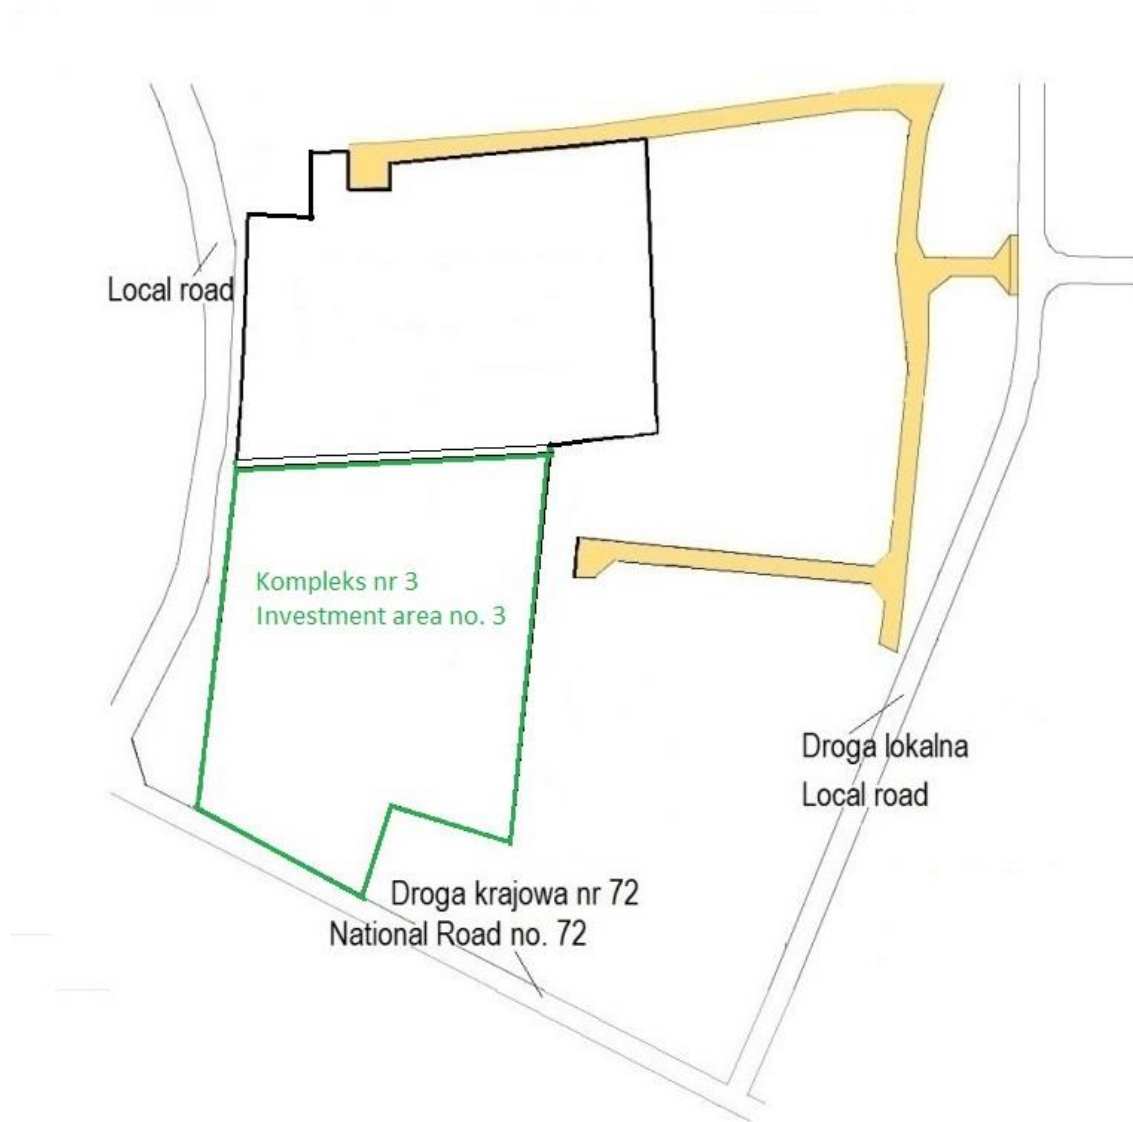 Local road
Kompleks nr 3
Investment area no. 3
Droga lokalna
Local road
Droga krajowa nr 72
National Road no. 72